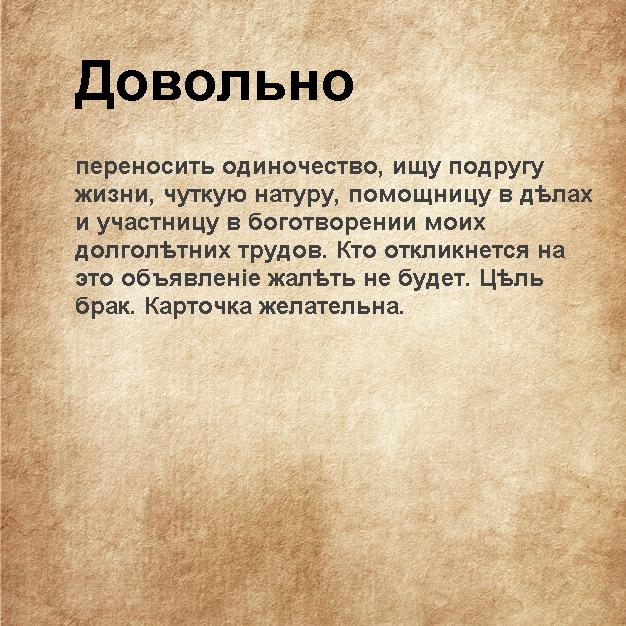 Довольно
переносить одиночество, ищу подругу
жизни, чуткую натуру, помощницу в дѣлах
и участницу в боготворении моих
долголѣтних трудов. Кто откликнется на
это объявленіе жалѣть не будет. Цѣль
брак. Карточка желательна.